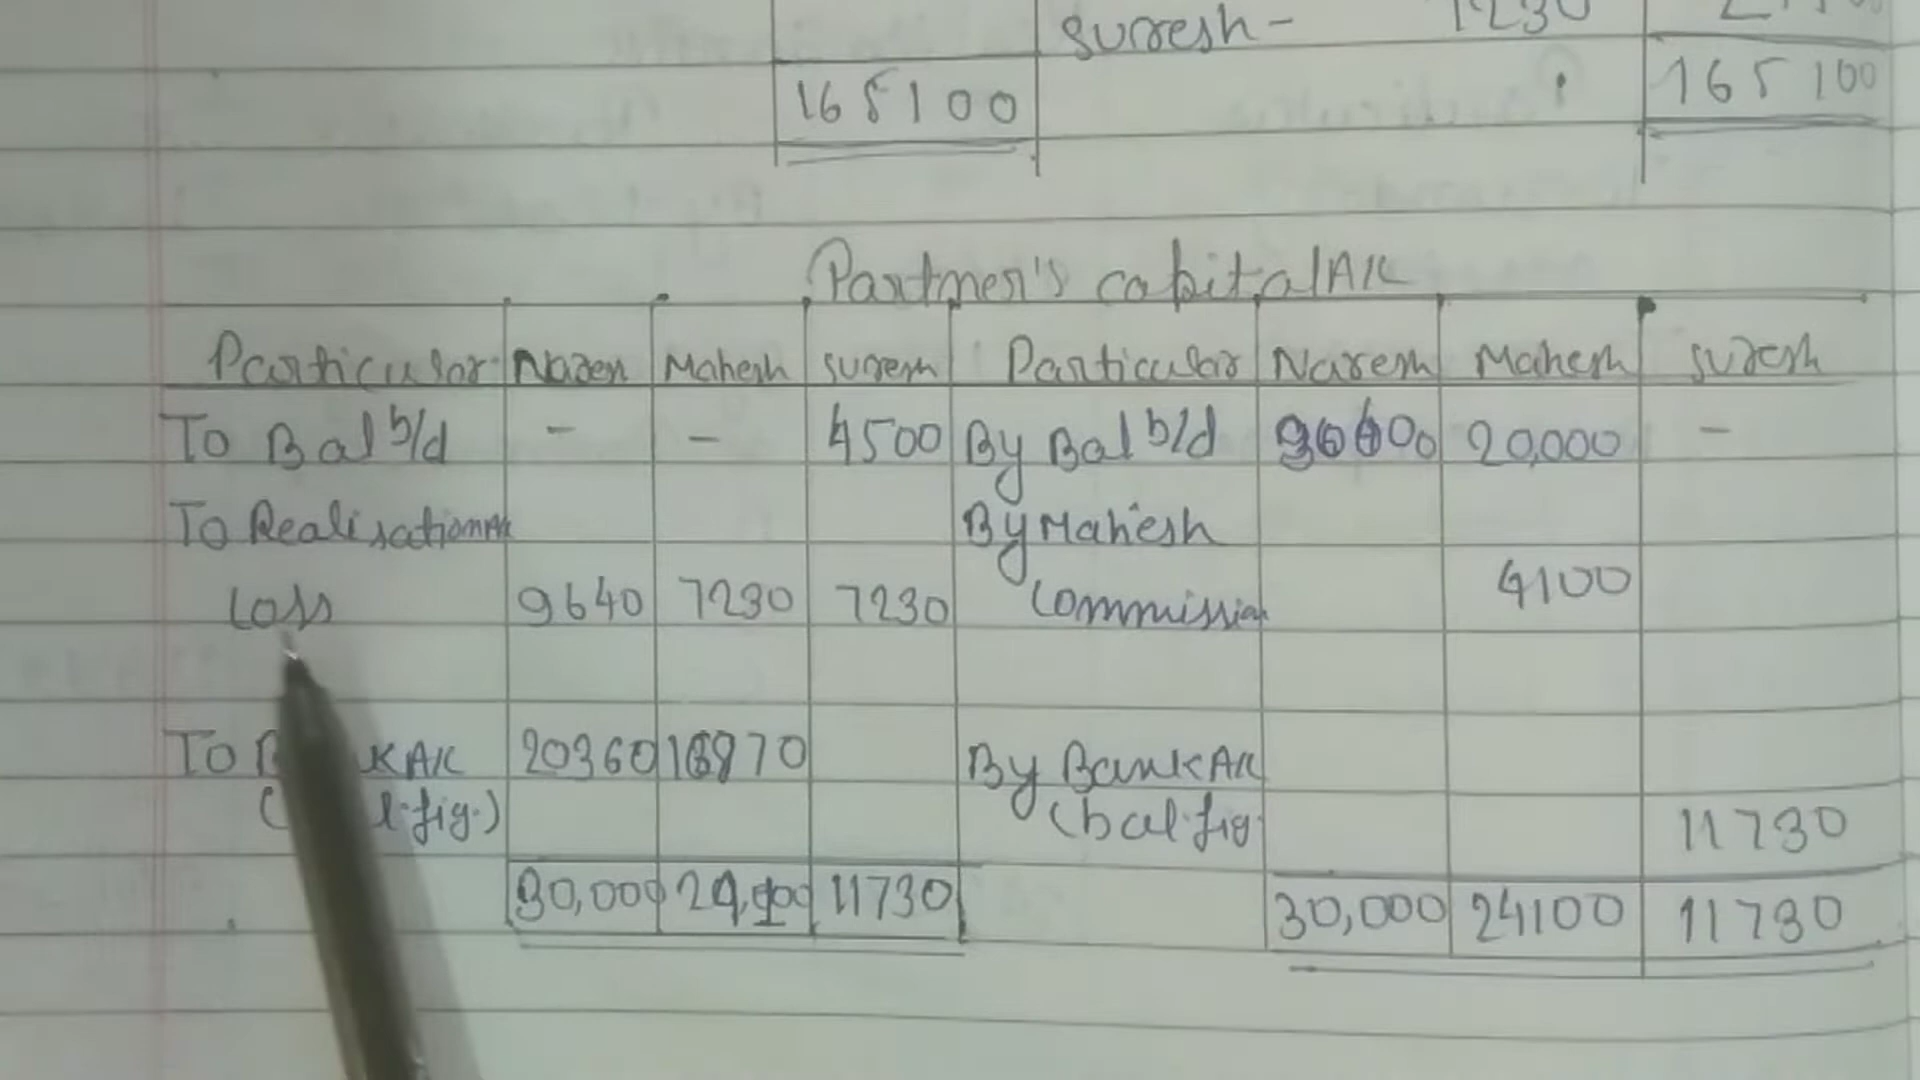 suresh -
165100 165100
Partner's capital A/c
Particular Naresh Mahesh suresh Particular Naresh Mahesh suresh
To Bal b/d - - 4500 By Bal b/d 20,000 -
To Realisation A/c By Mahesh
Loss 9640 7230 7230 Commission 4100
To A/c 20360 16870 By Bank A/c
fig.) (bal. fig. 11730
30,000 24,100 11730 30,000 24100 11730